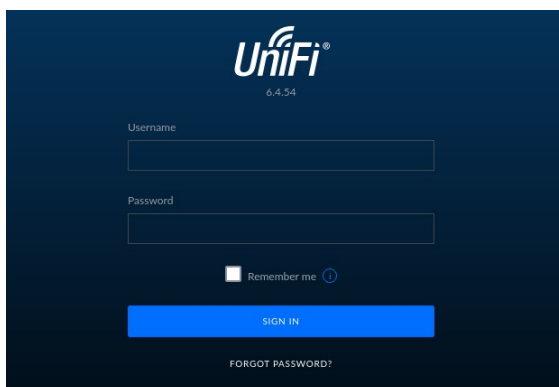 UniFi®
6.4.54
Username
Password
Remember me i
SIGN IN
FORGOT PASSWORD?